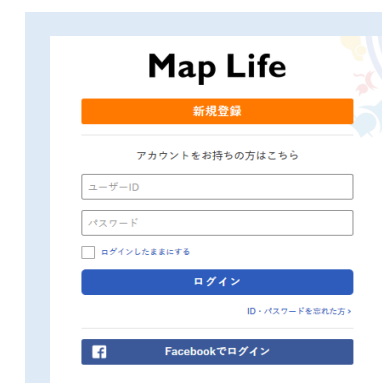 Map Life
新規登録
アカウントをお持ちの方はこちら
ユーザーID
パスワード
ログインしたままにする
ログイン
ID・パスワードを忘れた方›
Facebookでログイン